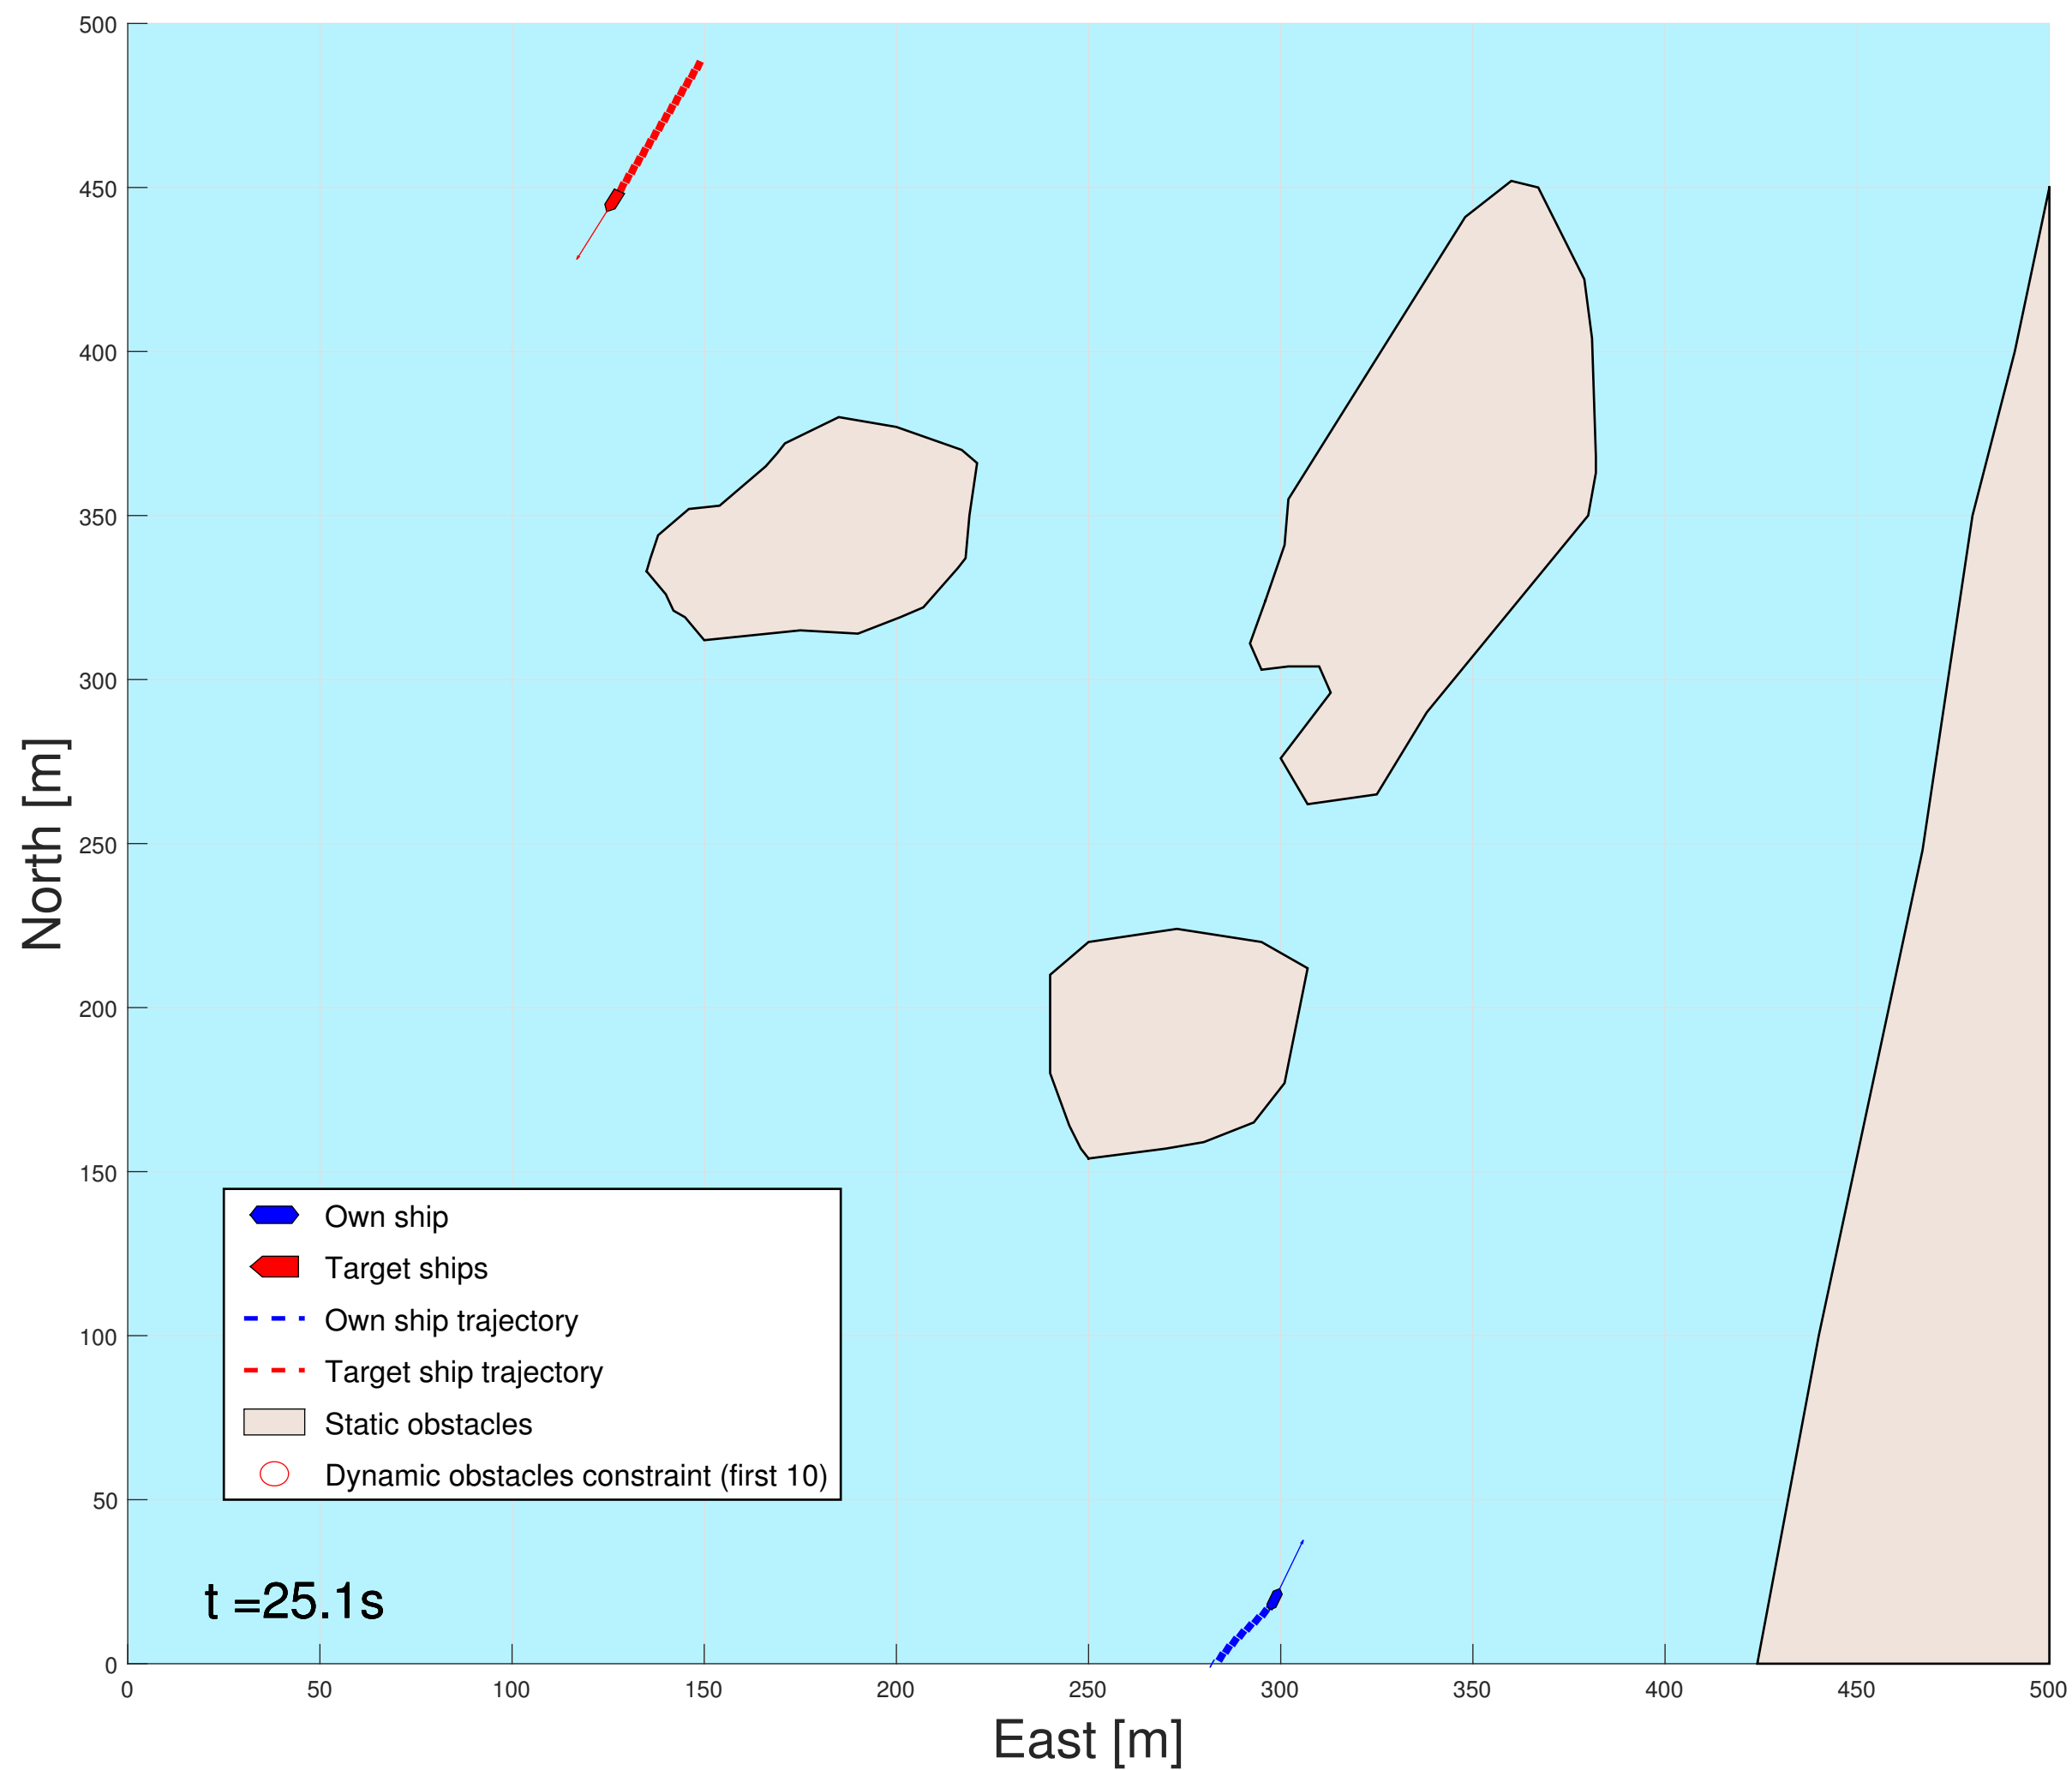 500
450
400
350
300
250
200
150
100
50
0
North [m]
Own ship
Target ships
Own ship trajectory
Target ship trajectory
Static obstacles
Dynamic obstacles constraint (first 10)
t =25.1s
0 50 100 150 200 250 300 350 400 450 500
East [m]